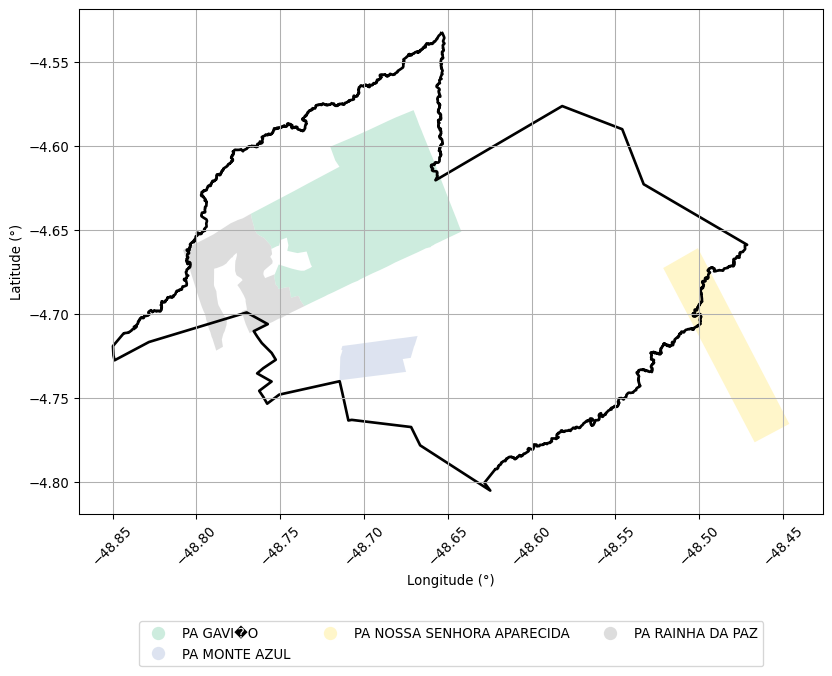 −4.55
−4.60
−4.65
−4.70
−4.75
−4.80
Latitude (°)
−48.85 −48.80 −48.75 −48.70 −48.65 −48.60 −48.55 −48.50 −48.45
Longitude (°)
PA GAVI�O PA NOSSA SENHORA APARECIDA PA RAINHA DA PAZ
PA MONTE AZUL